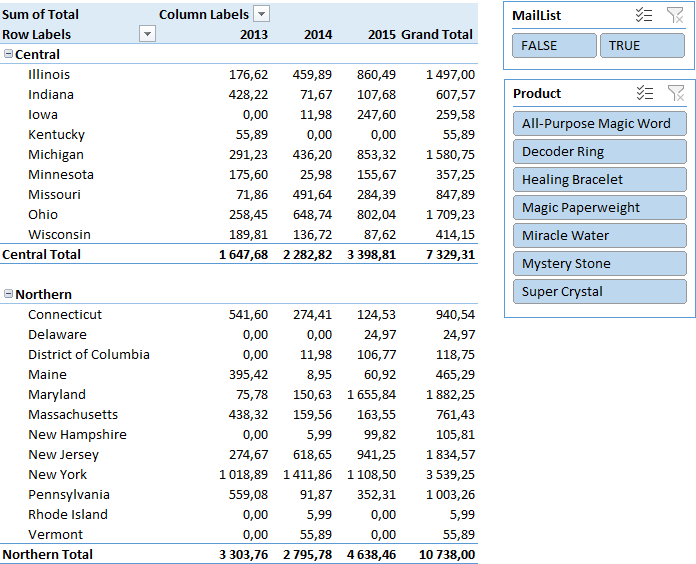 Sum of Total Column Labels
Row Labels 2013 2014 2015 Grand Total
Central
Illinois 176,62 459,89 860,49 1 497,00
Indiana 428,22 71,67 107,68 607,57
Iowa 0,00 11,98 247,60 259,58
Kentucky 55,89 0,00 0,00 55,89
Michigan 291,23 436,20 853,32 1 580,75
Minnesota 175,60 25,98 155,67 357,25
Missouri 71,86 491,64 284,39 847,89
Ohio 258,45 648,74 802,04 1 709,23
Wisconsin 189,81 136,72 87,62 414,15
Central Total 1 647,68 2 282,82 3 398,81 7 329,31
Northern
Connecticut 541,60 274,41 124,53 940,54
Delaware 0,00 0,00 24,97 24,97
District of Columbia 0,00 11,98 106,77 118,75
Maine 395,42 8,95 60,92 465,29
Maryland 75,78 150,63 1 655,84 1 882,25
Massachusetts 438,32 159,56 163,55 761,43
New Hampshire 0,00 5,99 99,82 105,81
New Jersey 274,67 618,65 941,25 1 834,57
New York 1 018,89 1 411,86 1 108,50 3 539,25
Pennsylvania 559,08 91,87 352,31 1 003,26
Rhode Island 0,00 5,99 0,00 5,99
Vermont 0,00 55,89 0,00 55,89
Northern Total 3 303,76 2 795,78 4 638,46 10 738,00
MailList
FALSE TRUE
Product
All-Purpose Magic Word
Decoder Ring
Healing Bracelet
Magic Paperweight
Miracle Water
Mystery Stone
Super Crystal